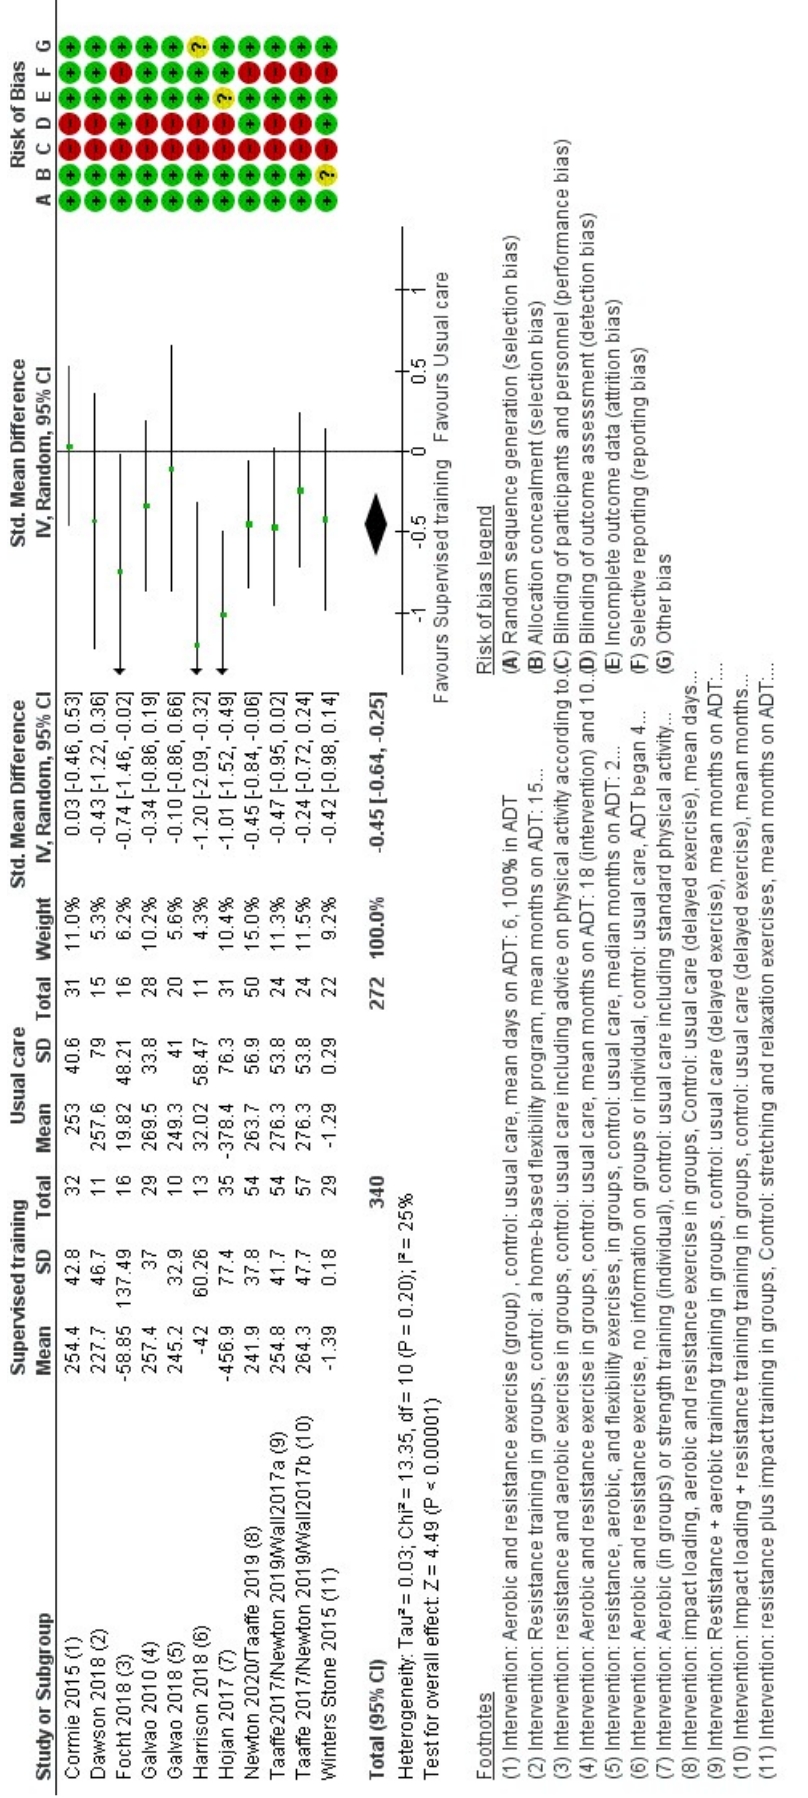 Supervised training Usual care Std. Mean Difference Std. Mean Difference Risk of Bias
Study or Subgroup Mean SD Total Mean SD Total Weight IV, Random, 95% CI IV, Random, 95% CI A B C D E F G
Cormie 2015 (1) 254.4 42.8 32 253 40.6 31 11.0% 0.03 [-0.46, 0.53] + + - - + + +
Dawson 2018 (2) 227.7 46.7 11 257.6 79 15 5.3% -0.43 [-1.22, 0.36] + + - - + + +
Focht 2018 (3) -58.85 137.49 16 19.82 48.21 16 6.2% -0.74 [-1.46, -0.02] + + - + + - +
Galvao 2010 (4) 257.4 37 29 269.5 33.8 28 10.2% -0.34 [-0.86, 0.19] + + - - + + +
Galvao 2018 (5) 245.2 32.9 10 249.3 41 20 5.6% -0.10 [-0.86, 0.66] + + - - + + +
Harrison 2018 (6) -42 60.26 13 32.02 58.47 11 4.3% -1.20 [-2.09, -0.32] + + - - + + ?
Hojan 2017 (7) -456.9 77.4 35 -378.4 76.3 31 10.4% -1.01 [-1.52, -0.49] + + - - ? + +
Newton 2020/Taaffe 2019 (8) 241.9 37.8 54 263.7 56.9 50 15.0% -0.45 [-0.84, -0.06] + + - + + - +
Taaffe2017/Newton 2019/Wall2017a (9) 254.8 41.7 54 276.3 53.8 24 11.3% -0.47 [-0.95, 0.02] + + - - + - +
Taaffe 2017/Newton 2019/Wall2017b (10) 264.3 47.7 57 276.3 53.8 24 11.5% -0.24 [-0.72, 0.24] + + - - + - +
Winters Stone 2015 (11) -1.39 0.18 29 -1.29 0.29 22 9.2% -0.42 [-0.98, 0.14] + ? - + + - +
Total (95% CI) 340 272 100.0% -0.45 [-0.64, -0.25]
Heterogeneity: Tau² = 0.03; Chi² = 13.35, df = 10 (P = 0.20); I² = 25%
Test for overall effect: Z = 4.49 (P < 0.00001)
-1 -0.5 0 0.5 1
Favours Supervised training Favours Usual care
Footnotes
(1) Intervention: Aerobic and resistance exercise (group) , control: usual care, mean days on ADT: 6, 100% in ADT
(2) Intervention: Resistance training in groups, control: a home-based flexibility program, mean months on ADT: 15...
(3) Intervention: resistance and aerobic exercise in groups, control: usual care including advice on physical activity according to...
(4) Intervention: Aerobic and resistance exercise in groups, control: usual care, mean months on ADT: 18 (intervention) and 10...
(5) Intervention: resistance, aerobic, and flexibility exercises, in groups, control: usual care, median months on ADT: 2...
(6) Intervention: Aerobic and resistance exercise, no information on groups or individual, control: usual care, ADT began 4...
(7) Intervention: Aerobic (in groups) or strength training (individual), control: usual care including standard physical activity...
(8) Intervention: impact loading, aerobic and resistance exercise in groups, Control: usual care (delayed exercise), mean days...
(9) Intervention: Restistance + aerobic training training in groups, control: usual care (delayed exercise), mean months on ADT:...
(10) Intervention: Impact loading + resistance training training in groups, control: usual care (delayed exercise), mean months...
(11) Intervention: resistance plus impact training in groups, Control: stretching and relaxation exercises, mean months on ADT:...
Risk of bias legend
(A) Random sequence generation (selection bias)
(B) Allocation concealment (selection bias)
(C) Blinding of participants and personnel (performance bias)
(D) Blinding of outcome assessment (detection bias)
(E) Incomplete outcome data (attrition bias)
(F) Selective reporting (reporting bias)
(G) Other bias